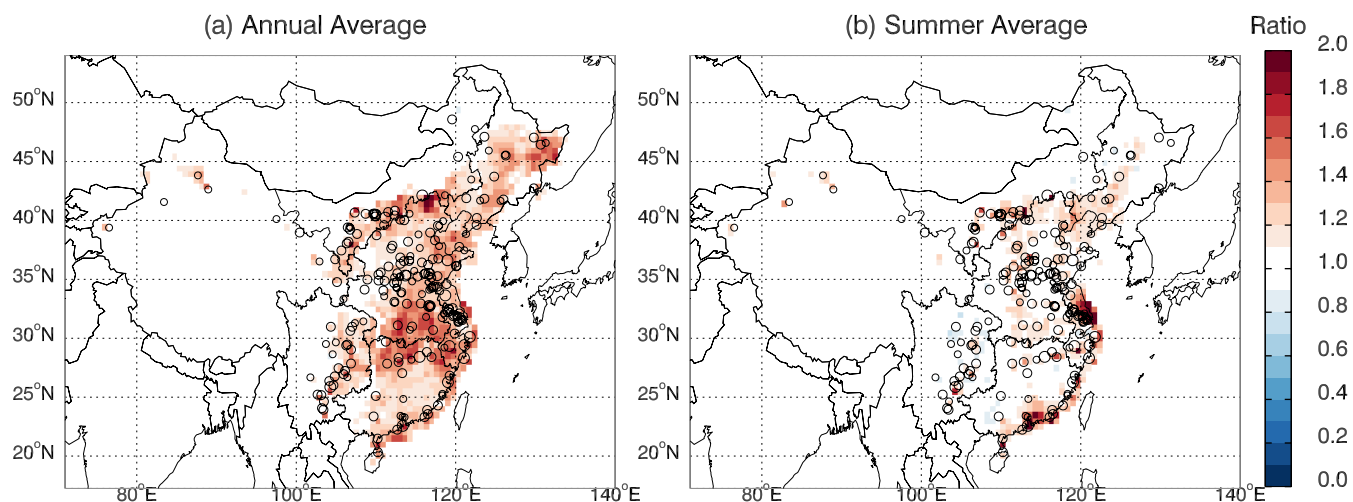 (a) Annual Average
(b) Summer Average
Ratio
50°N
45°N
40°N
35°N
30°N
25°N
20°N
80°E
100°E
120°E
140°E
50°N
45°N
40°N
35°N
30°N
25°N
20°N
80°E
100°E
120°E
140°E
2.0
1.8
1.6
1.4
1.2
1.0
0.8
0.6
0.4
0.2
0.0